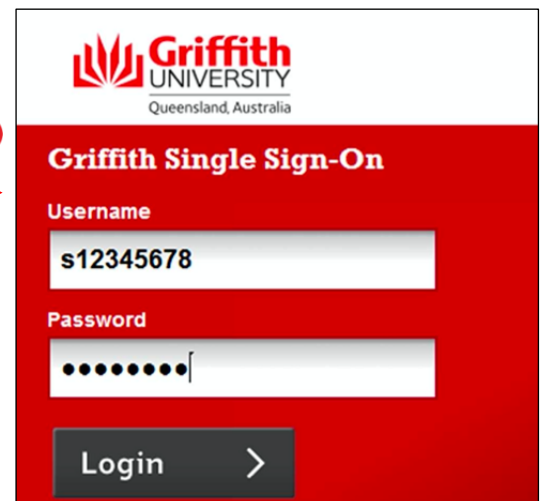 Griffith
UNIVERSITY
Queensland, Australia
Griffith Single Sign-On
Username
s12345678
Password
••••••••
Login >